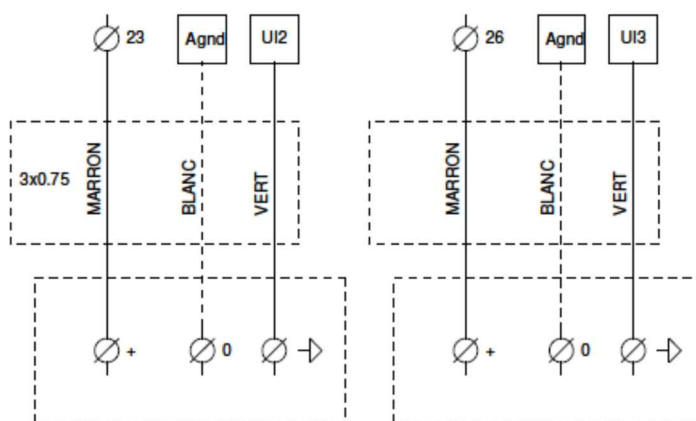 23 Agnd UI2 26 Agnd UI3
3x0.75 MARRON BLANC VERT MARRON BLANC VERT
+ 0 + 0